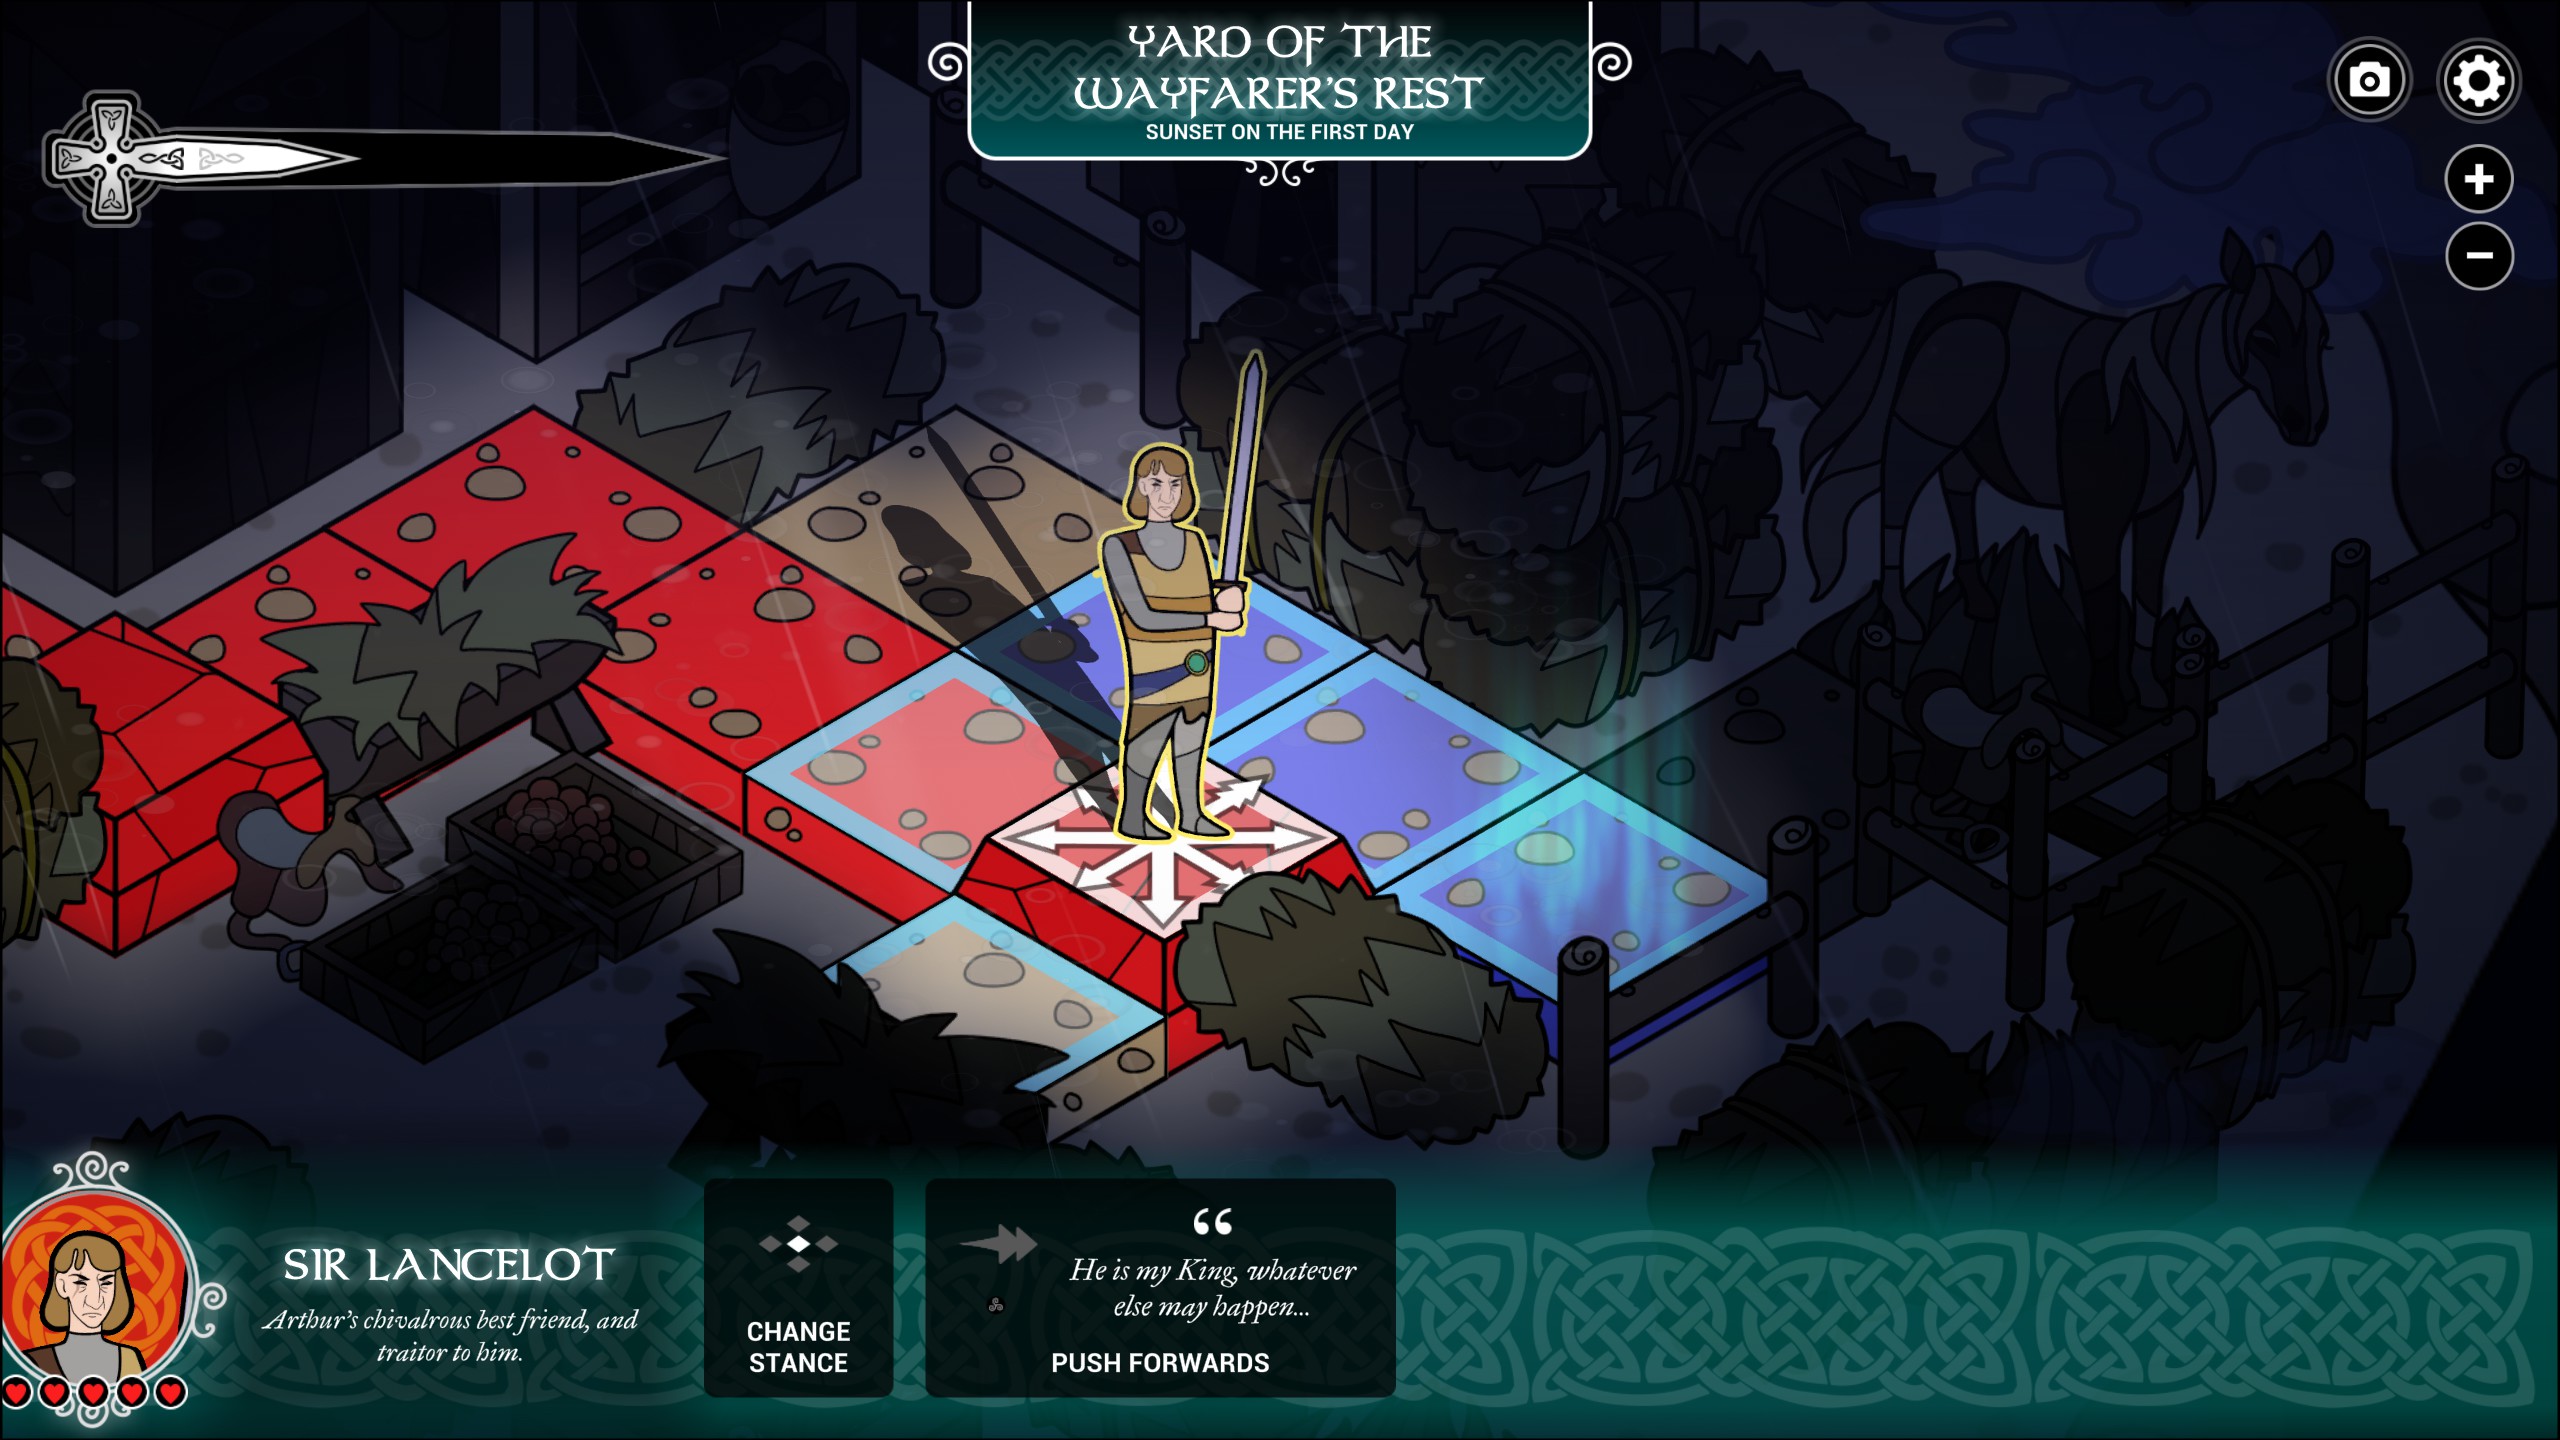 YARD OF THE
WAYFARER'S REST
SUNSET ON THE FIRST DAY
SIR LANCELOT
Arthur's chivalrous best friend, and
traitor to him.
CHANGE
STANCE
“
He is my King, whatever
else may happen...
PUSH FORWARDS